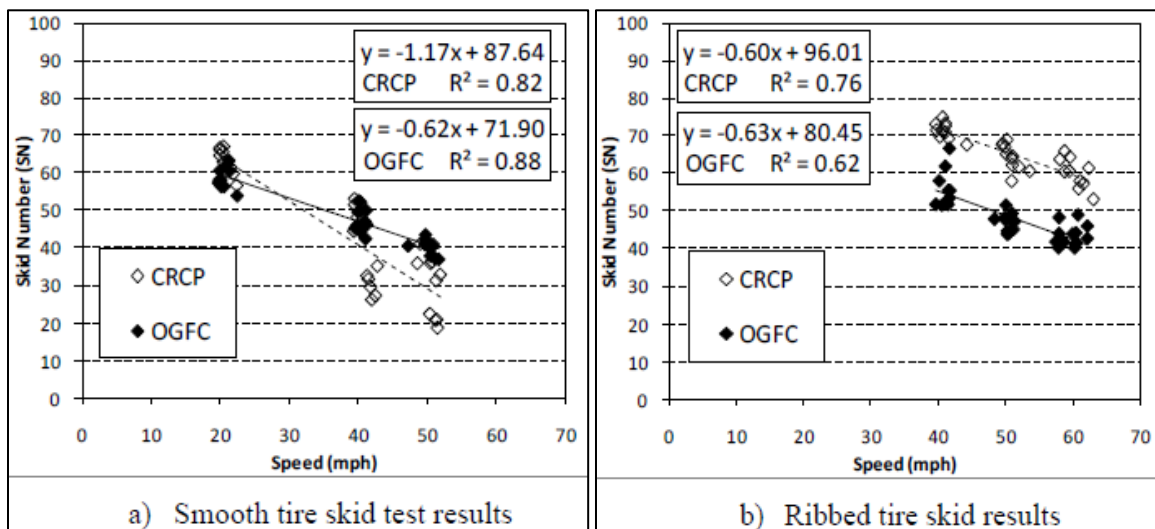 100
90
80
70
60
50
40
30
20
10
0
Skid Number (SN)
y = -1.17x + 87.64
CRCP R² = 0.82
y = -0.62x + 71.90
OGFC R² = 0.88
CRCP
OGFC
0 10 20 30 40 50 60 70
Speed (mph)
a) Smooth tire skid test results
100
90
80
70
60
50
40
30
20
10
0
Skid Number (SN)
y = -0.60x + 96.01
CRCP R² = 0.76
y = -0.63x + 80.45
OGFC R² = 0.62
CRCP
OGFC
0 10 20 30 40 50 60 70
Speed (mph)
b) Ribbed tire skid results